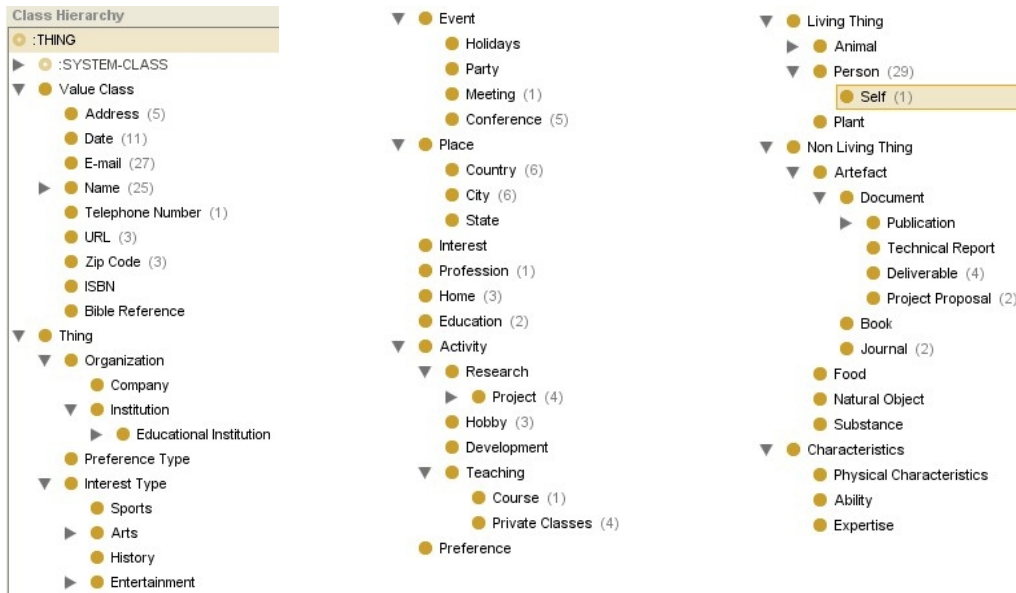 Class Hierarchy
:THING
:SYSTEM-CLASS
Value Class
Address (5)
Date (11)
E-mail (27)
Name (25)
Telephone Number (1)
URL (3)
Zip Code (3)
ISBN
Bible Reference
Thing
Organization
Company
Institution
Educational Institution
Preference Type
Interest Type
Sports
Arts
History
Entertainment
Event
Holidays
Party
Meeting (1)
Conference (5)
Place
Country (6)
City (6)
State
Interest
Profession (1)
Home (3)
Education (2)
Activity
Research
Project (4)
Hobby (3)
Development
Teaching
Course (1)
Private Classes (4)
Preference
Living Thing
Animal
Person (29)
Self (1)
Plant
Non Living Thing
Artefact
Document
Publication
Technical Report
Deliverable (4)
Project Proposal (2)
Book
Journal (2)
Food
Natural Object
Substance
Characteristics
Physical Characteristics
Ability
Expertise